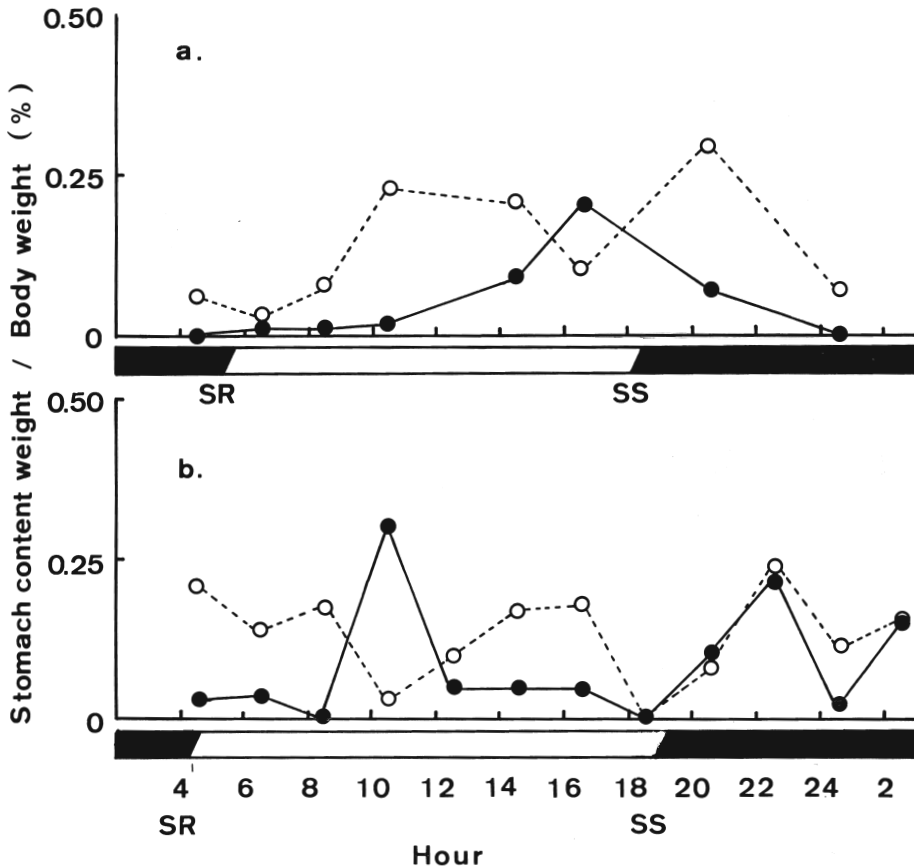 Stomach content weight / Body weight (%)
0.50
a.
0.25
0
SR SS
0.50
b.
0.25
0
4 6 8 10 12 14 16 18 20 22 24 2
SR SS
Hour